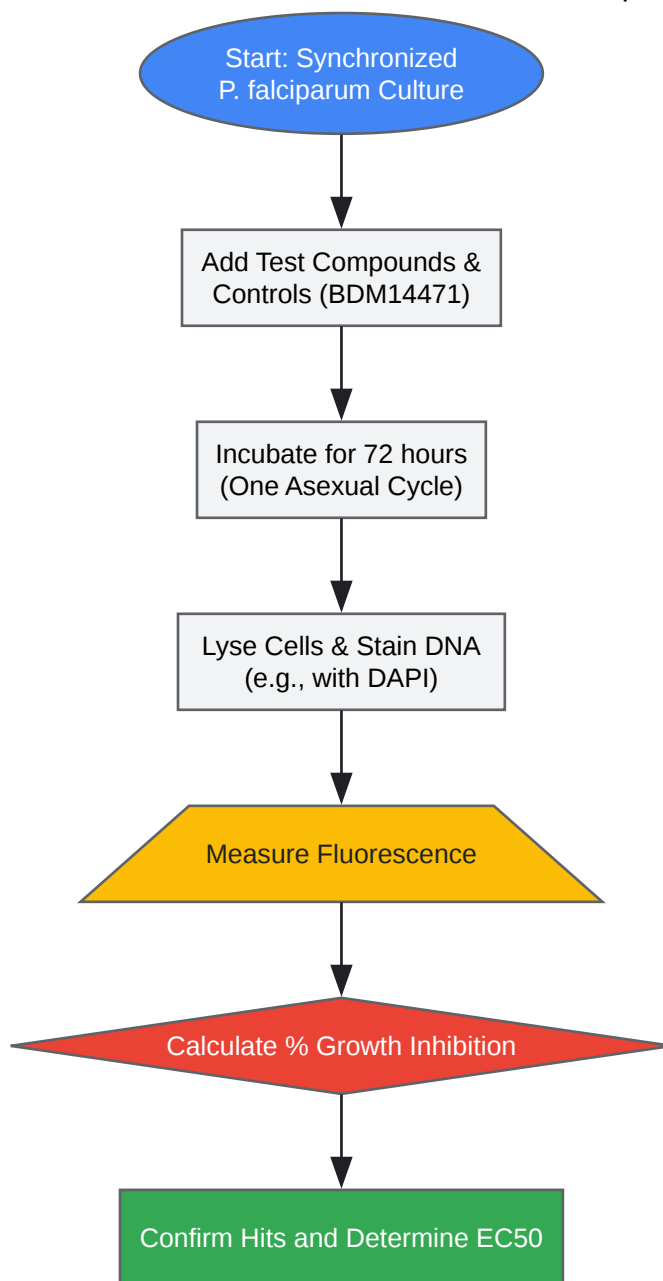 Start: Synchronized
P. falciparum Culture
Add Test Compounds &
Controls (BDM14471)
Incubate for 72 hours
(One Asexual Cycle)
Lyse Cells & Stain DNA
(e.g., with DAPI)
Measure Fluorescence
Calculate % Growth Inhibition
Confirm Hits and Determine EC50